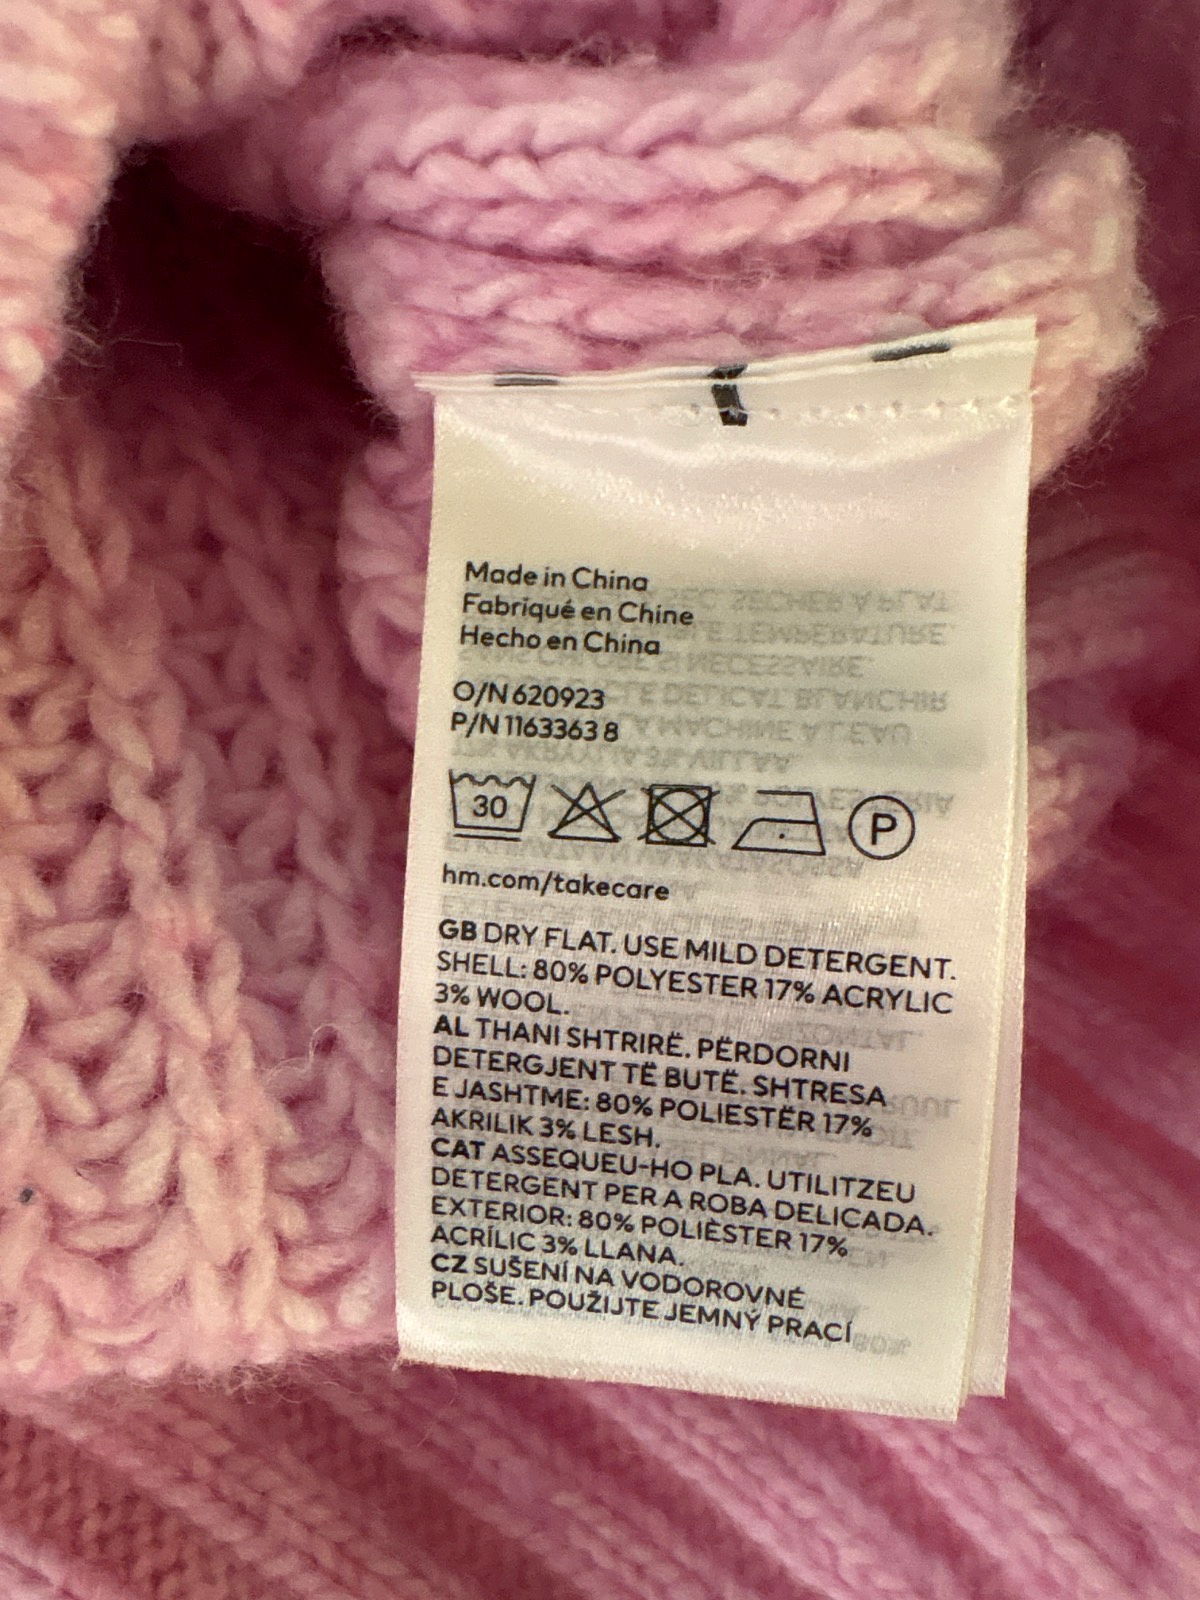 Made in China
Fabriqué en Chine
Hecho en China
O/N 620923
P/N 1163363 8
30
P
hm.com/takecare
GB DRY FLAT. USE MILD DETERGENT.
SHELL: 80% POLYESTER 17% ACRYLIC
3% WOOL.
AL THANI SHTRIRË. PËRDORNI
DETERGJENT TË BUTË. SHTRESA
E JASHTME: 80% POLIESTËR 17%
AKRILIK 3% LESH.
CAT ASSEQUEU-HO PLA. UTILITZEU
DETERGENT PER A ROBA DELICADA.
EXTERIOR: 80% POLIÈSTER 17%
ACRÍLIC 3% LLANA.
CZ SUŠENÍ NA VODOROVNÉ
PLOŠE. POUŽIJTE JEMNÝ PRACÍ